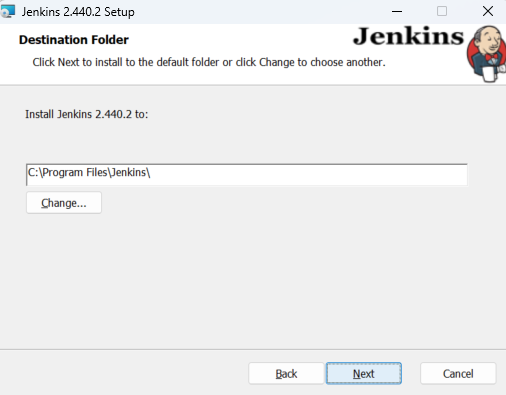 Jenkins 2.440.2 Setup
Destination Folder
Jenkins
Click Next to install to the default folder or click Change to choose another.
Install Jenkins 2.440.2 to:
C:\Program Files\Jenkins\
Change...
Back Next Cancel